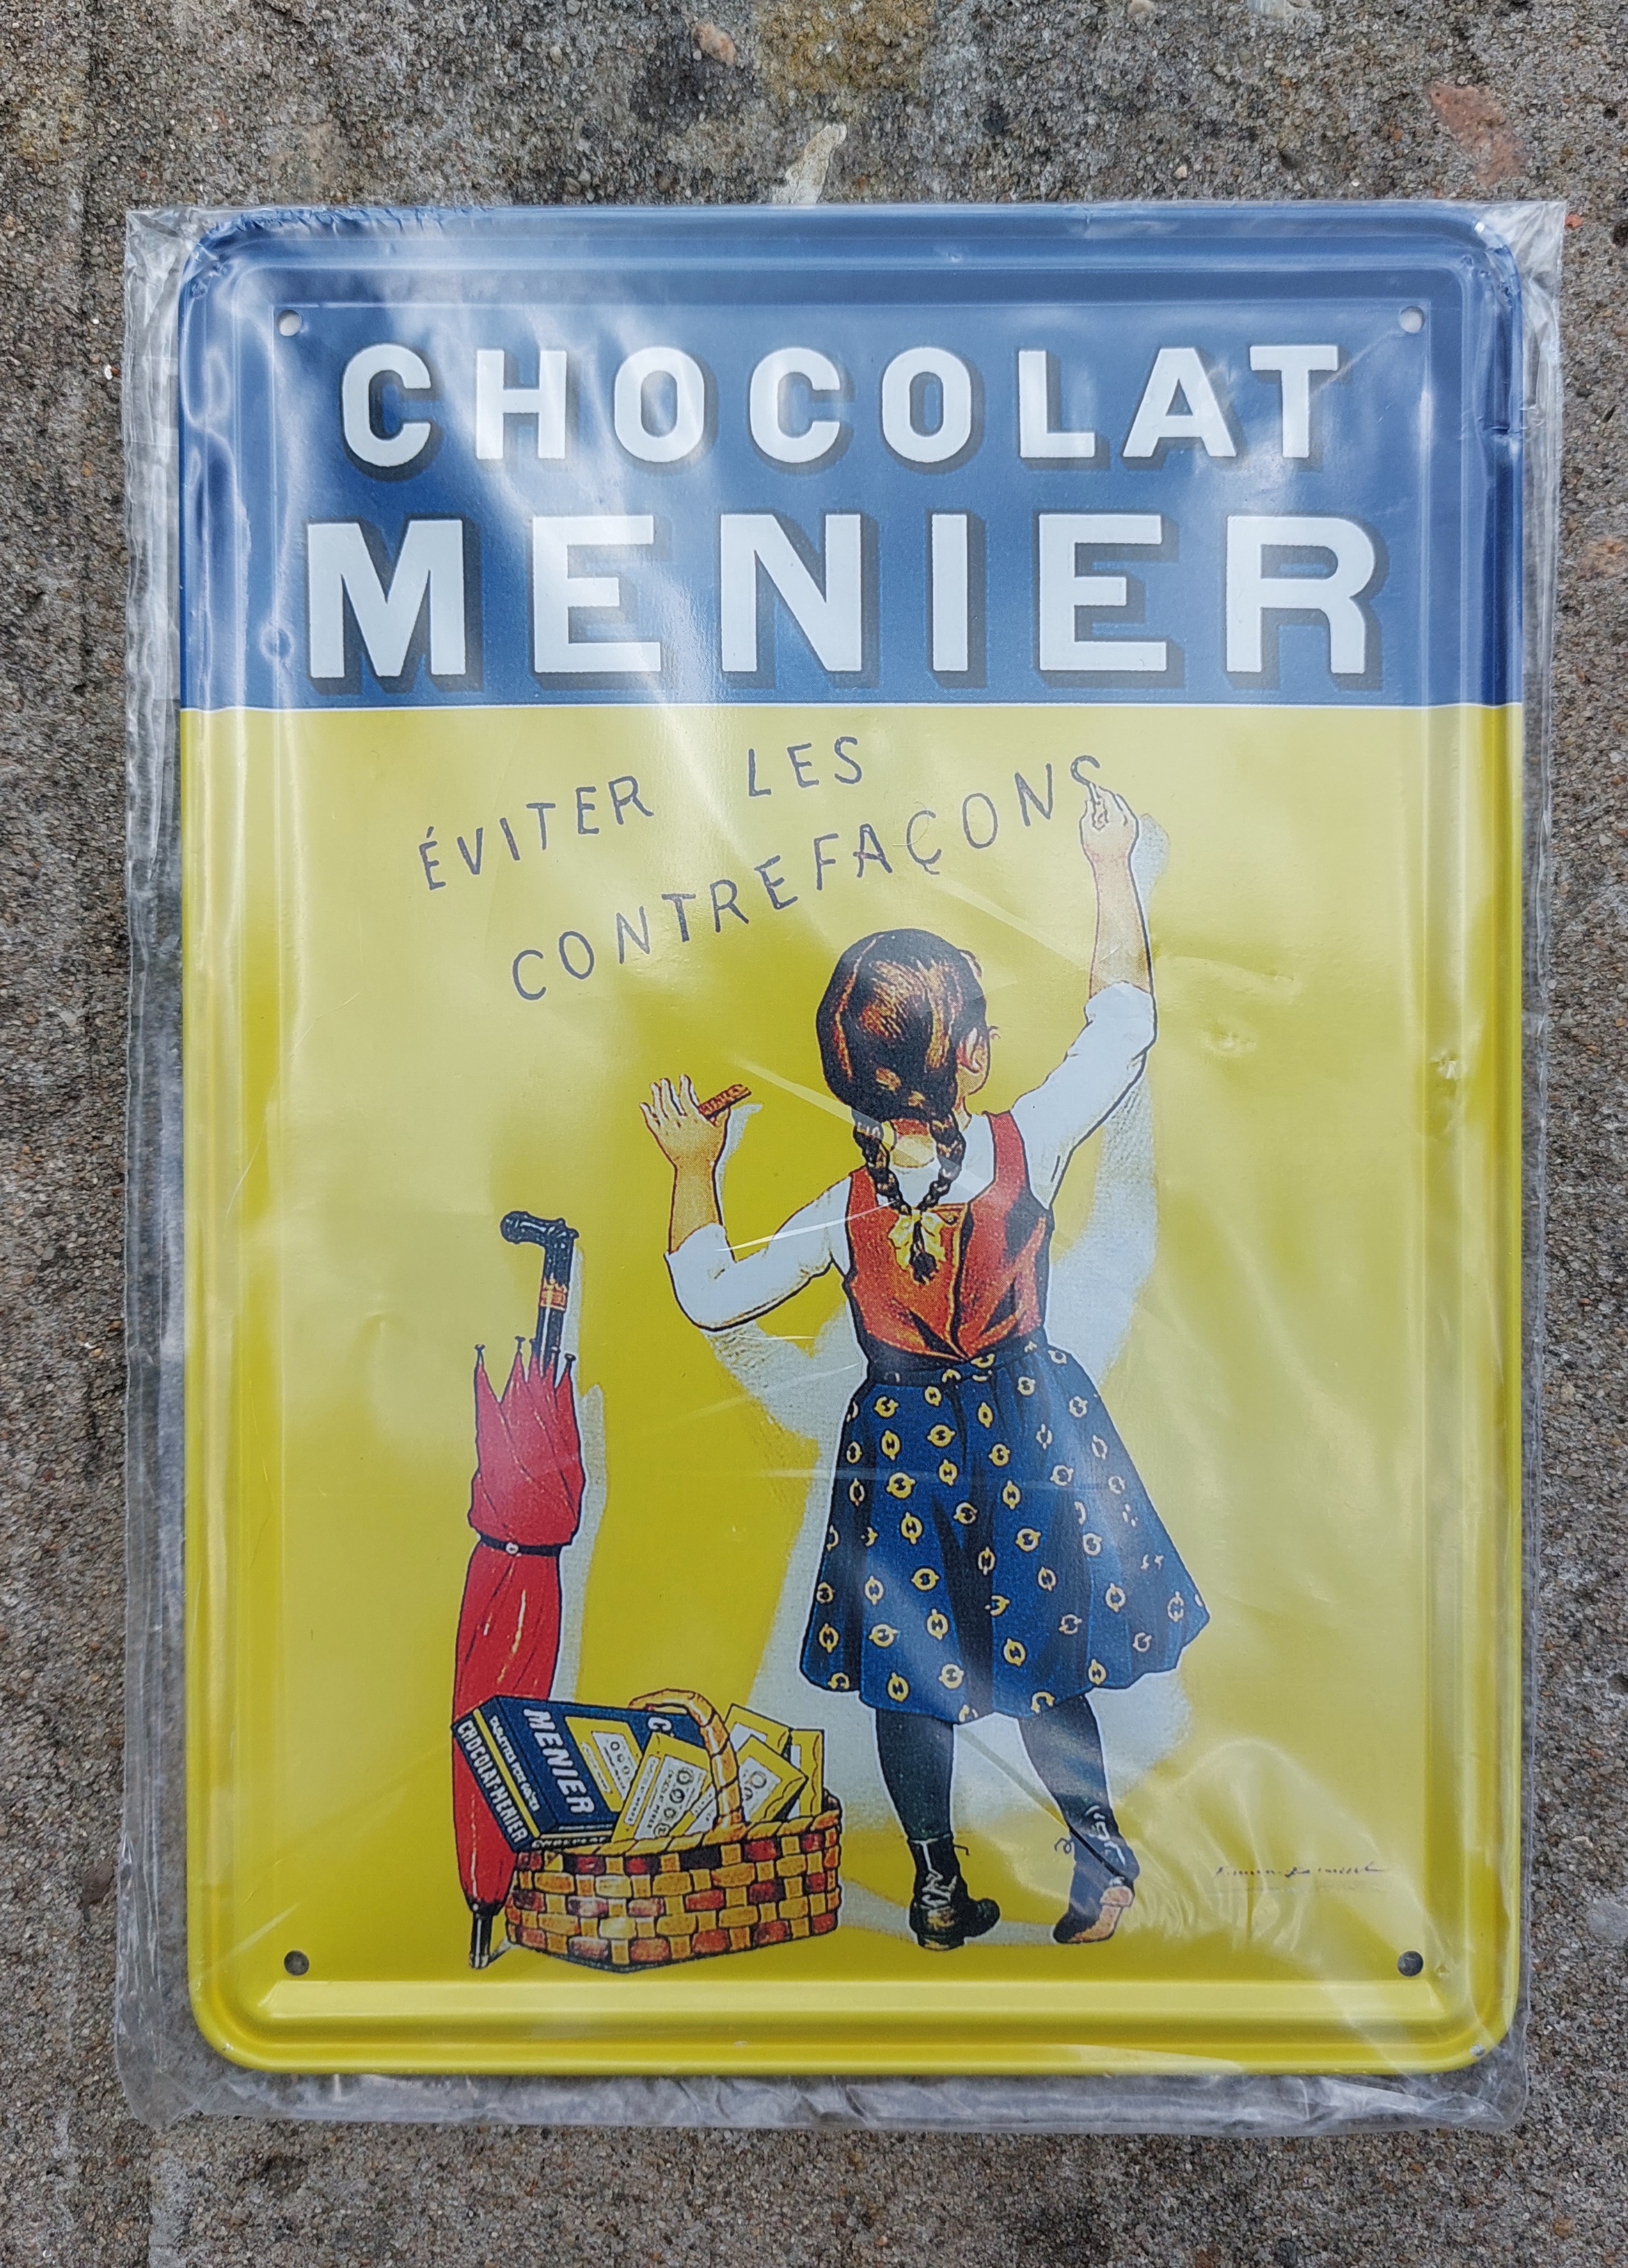 CHOCOLAT
MENIER
ÉVITER LES
CONTREFAÇONS
MENIER
CHOCOLAT-MENIER